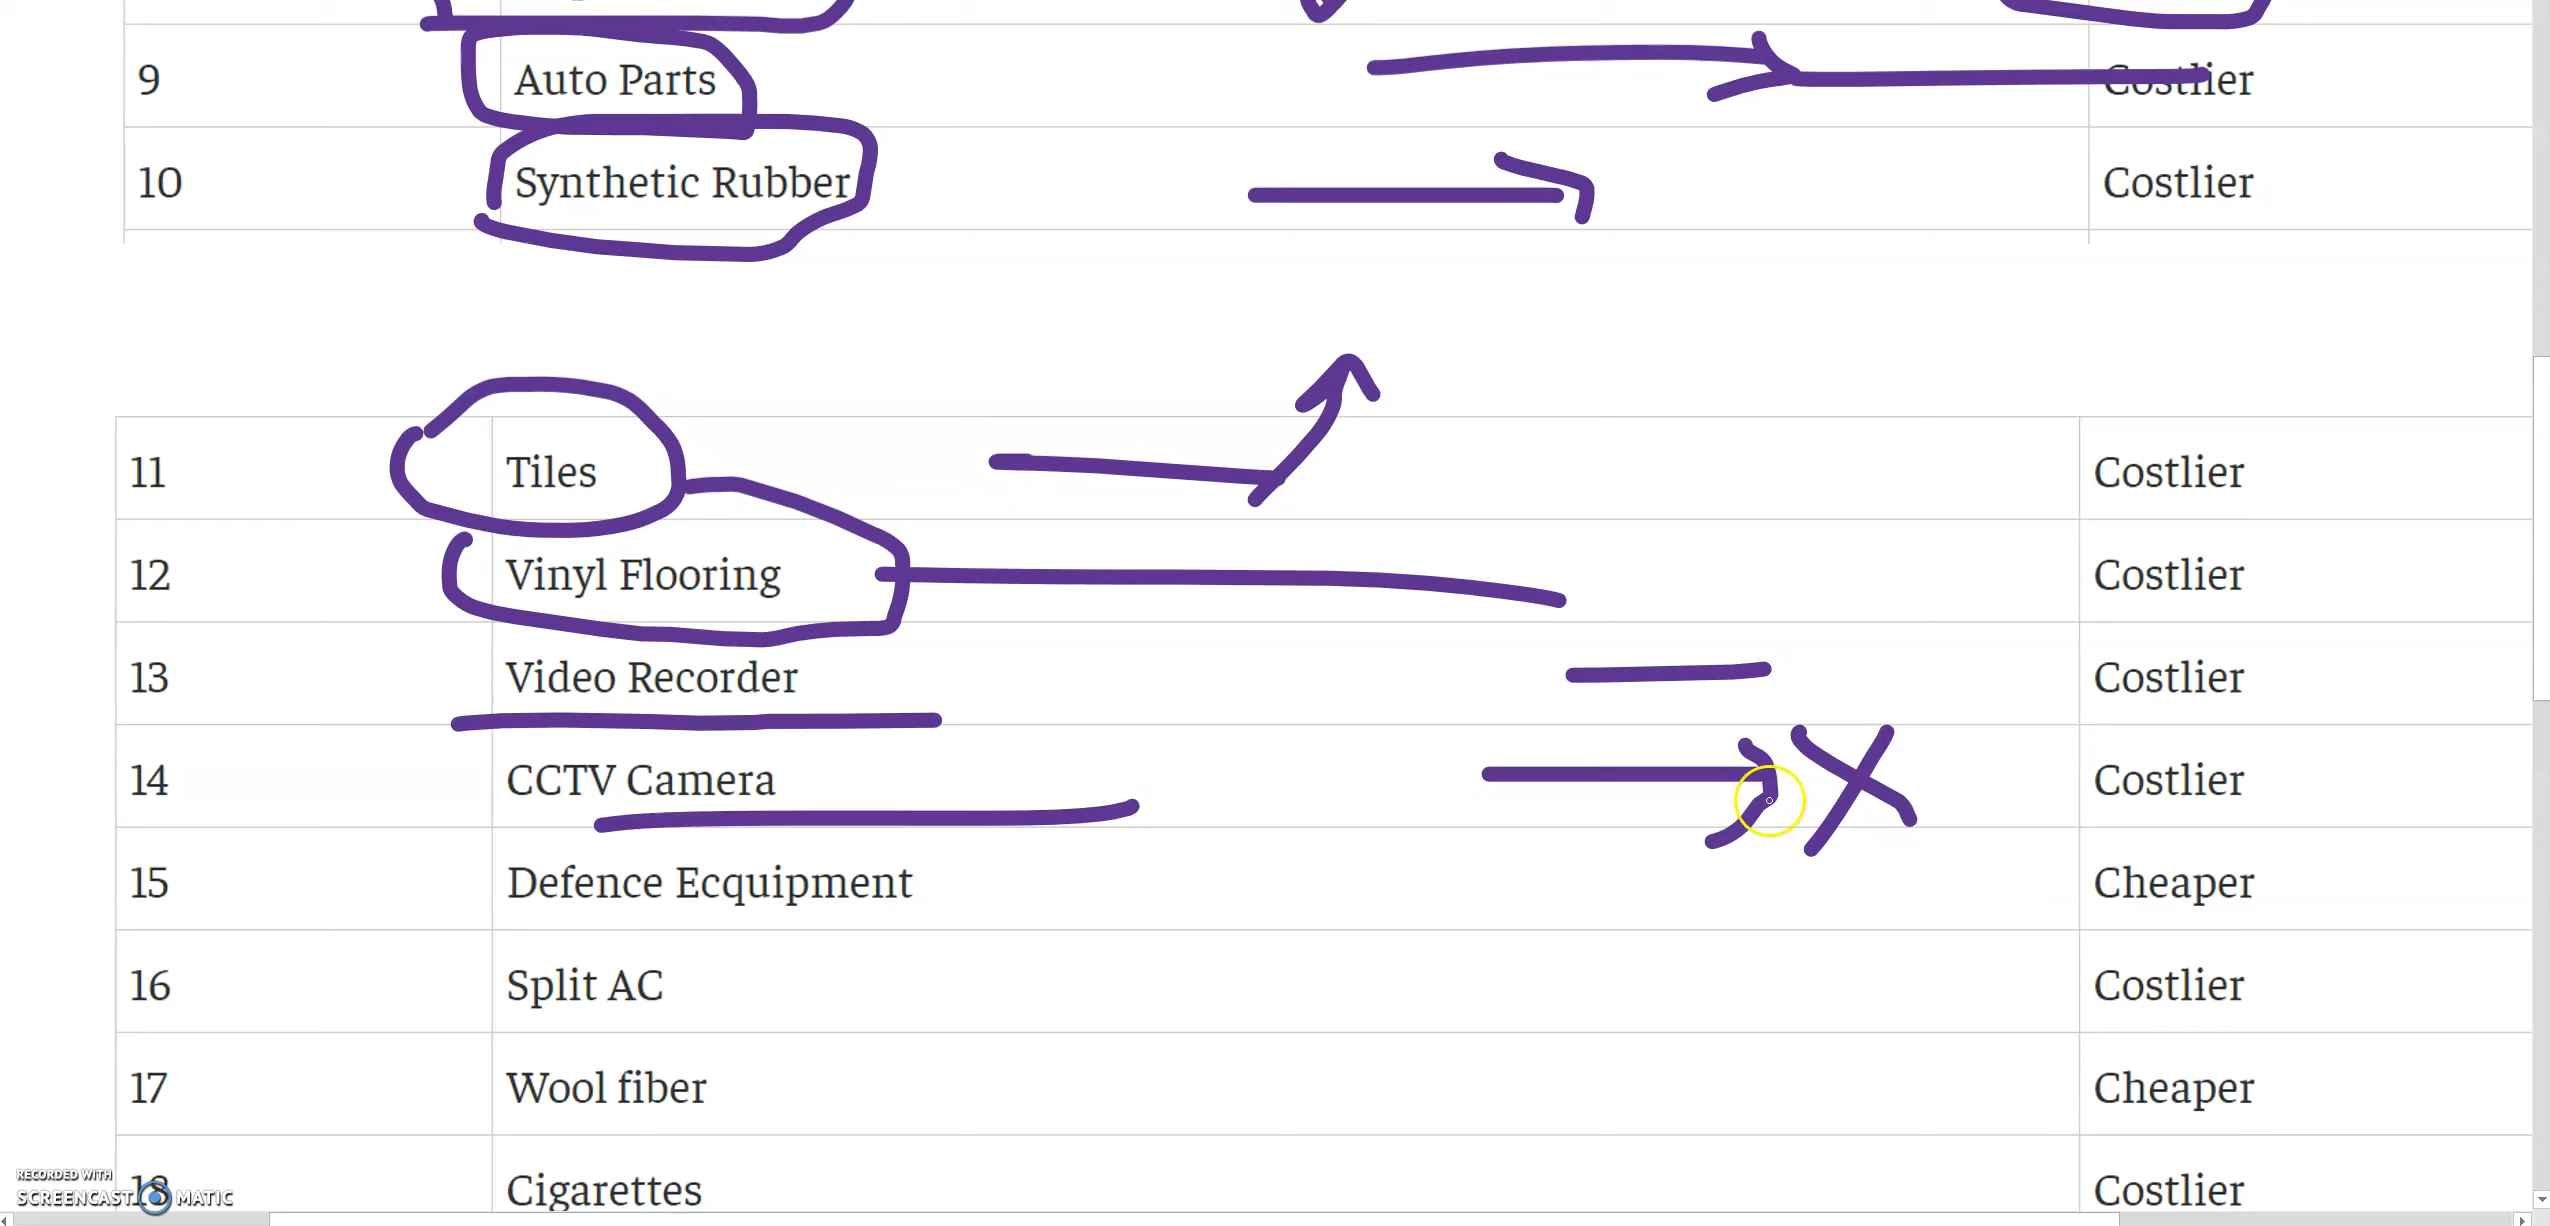 9 Auto Parts Costlier
10 Synthetic Rubber Costlier
11 Tiles Costlier
12 Vinyl Flooring Costlier
13 Video Recorder Costlier
14 CCTV Camera Costlier
15 Defence Ecquipment Cheaper
16 Split AC Costlier
17 Wool fiber Cheaper
18 Cigarettes Costlier
RECORDED WITH
SCREENCAST MATIC